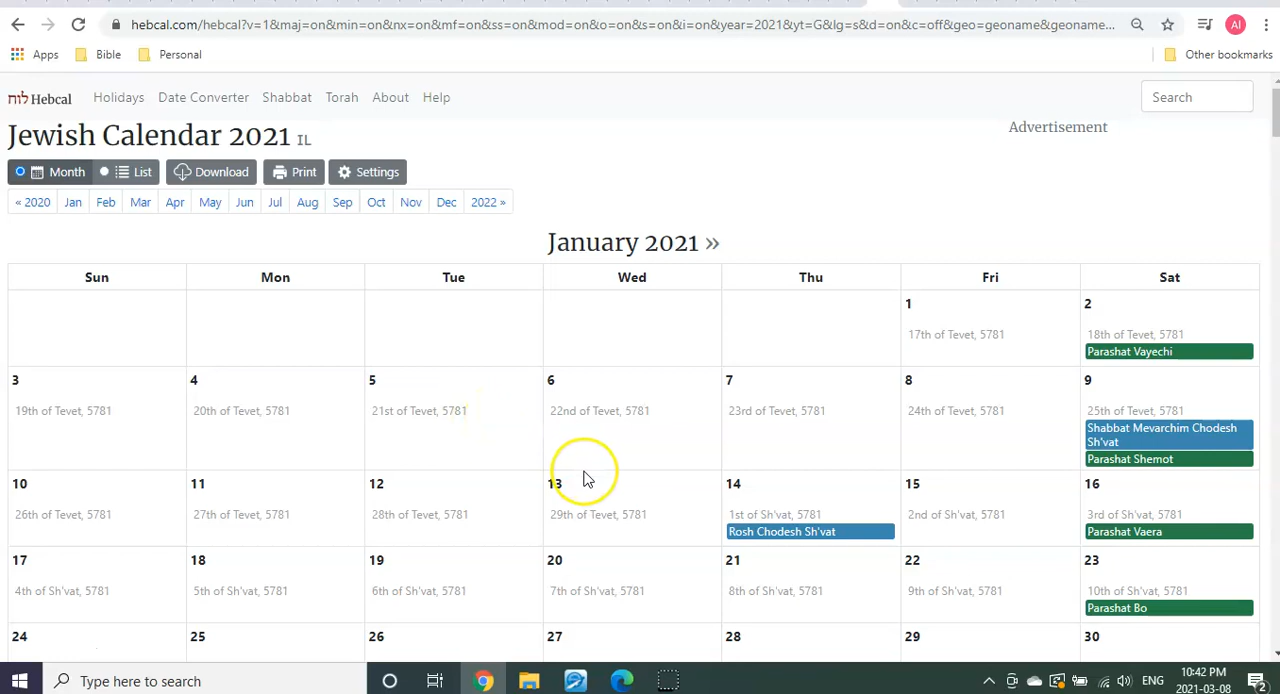 hebcal.com/hebcal?v=1&maj=on&min=on&nx=on&mf=on&ss=on&mod=on&o=on&s=on&i=on&year=2021&yt=G&lg=s&d=on&c=off&geo=geoname&geoname... AI
Apps Bible Personal Other bookmarks
לוח Hebcal Holidays Date Converter Shabbat Torah About Help Search
Jewish Calendar 2021 IL Advertisement
Month List Download Print Settings
« 2020 Jan Feb Mar Apr May Jun Jul Aug Sep Oct Nov Dec 2022 »
January 2021 »
Sun Mon Tue Wed Thu Fri Sat
1 2
17th of Tevet, 5781 18th of Tevet, 5781
Parashat Vayechi
3 4 5 6 7 8 9
19th of Tevet, 5781 20th of Tevet, 5781 21st of Tevet, 5781 22nd of Tevet, 5781 23rd of Tevet, 5781 24th of Tevet, 5781 25th of Tevet, 5781
Shabbat Mevarchim Chodesh
Sh'vat
Parashat Shemot
10 11 12 13 14 15 16
26th of Tevet, 5781 27th of Tevet, 5781 28th of Tevet, 5781 29th of Tevet, 5781 1st of Sh'vat, 5781 2nd of Sh'vat, 5781 3rd of Sh'vat, 5781
Rosh Chodesh Sh'vat Parashat Vaera
17 18 19 20 21 22 23
4th of Sh'vat, 5781 5th of Sh'vat, 5781 6th of Sh'vat, 5781 7th of Sh'vat, 5781 8th of Sh'vat, 5781 9th of Sh'vat, 5781 10th of Sh'vat, 5781
Parashat Bo
24 25 26 27 28 29 30
Type here to search ENG 10:42 PM
2021-03-08 2